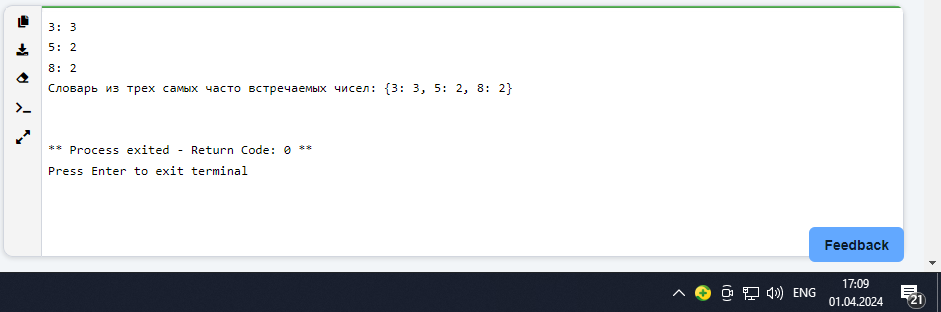 3: 3
5: 2
8: 2
Словарь из трех самых часто встречаемых чисел: {3: 3, 5: 2, 8: 2}
** Process exited - Return Code: 0 **
Press Enter to exit terminal
Feedback
ENG
17:09
01.04.2024
21